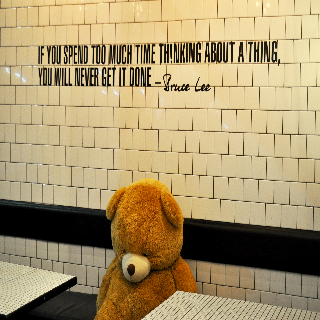 IF YOU SPEND TOO MUCH TIME THINKING ABOUT A THING,
YOU WILL NEVER GET IT DONE – Bruce Lee